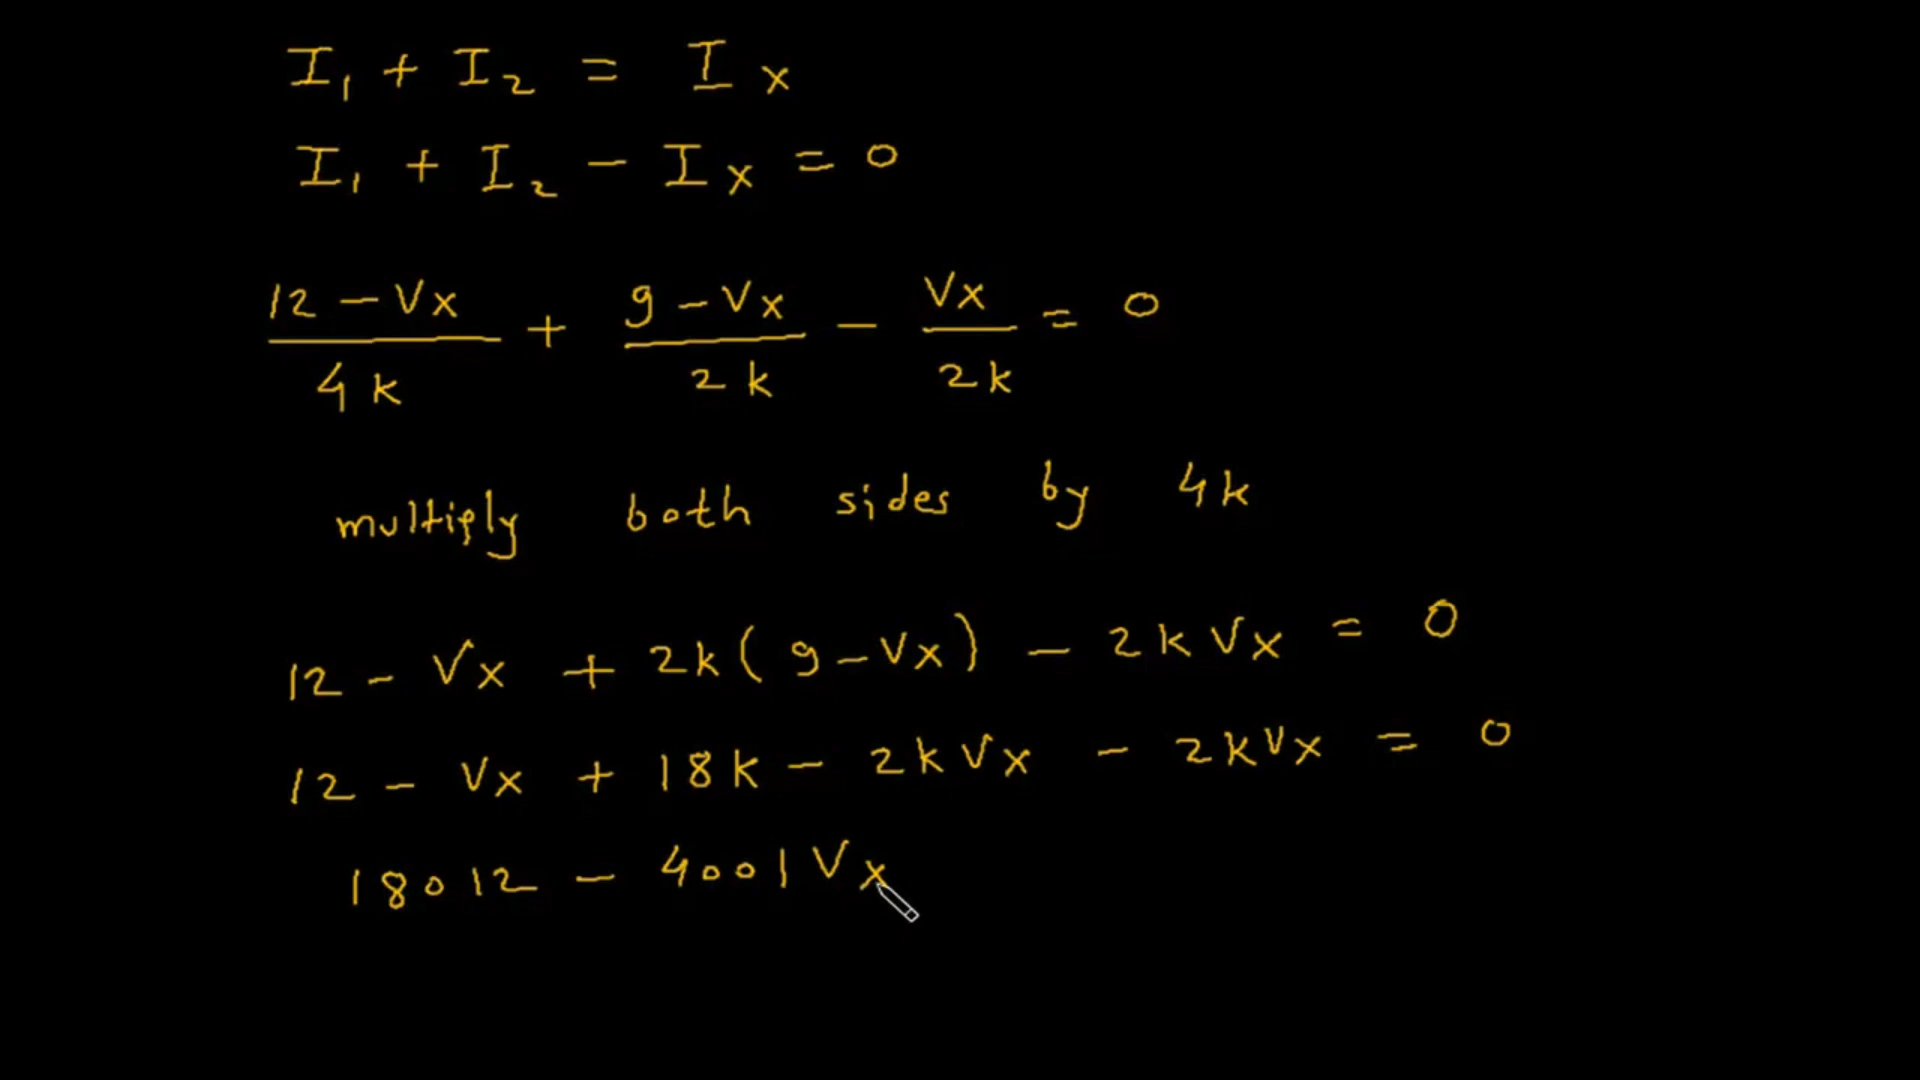 I₁ + I₂ = Ix
I₁ + I₂ - Ix = 0
(12 - Vx)/4k + (9 - Vx)/2k - Vx/2k = 0
multiply both sides by 4k
12 - Vx + 2k(9 - Vx) - 2kVx = 0
12 - Vx + 18k - 2kVx - 2kVx = 0
18012 - 4001Vx